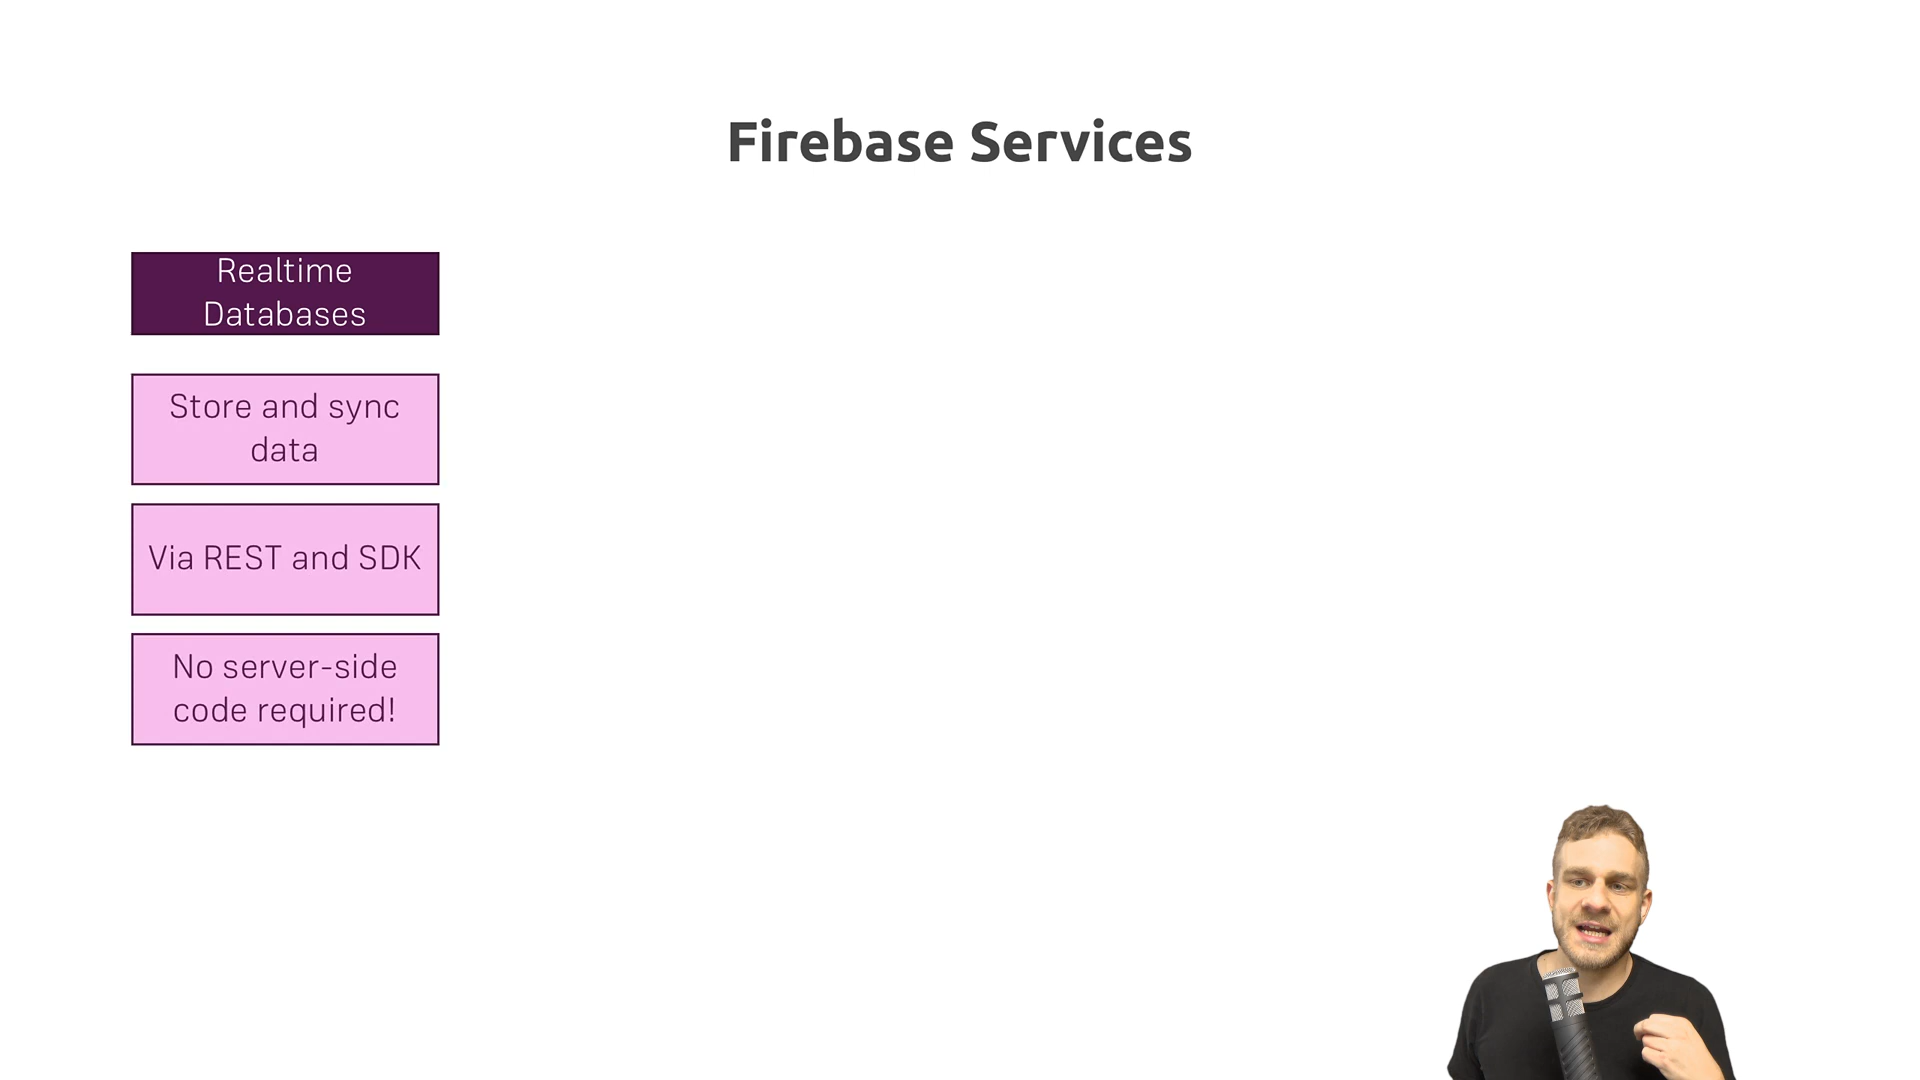 Firebase Services
Realtime
Databases
Store and sync
data
Via REST and SDK
No server-side
code required!